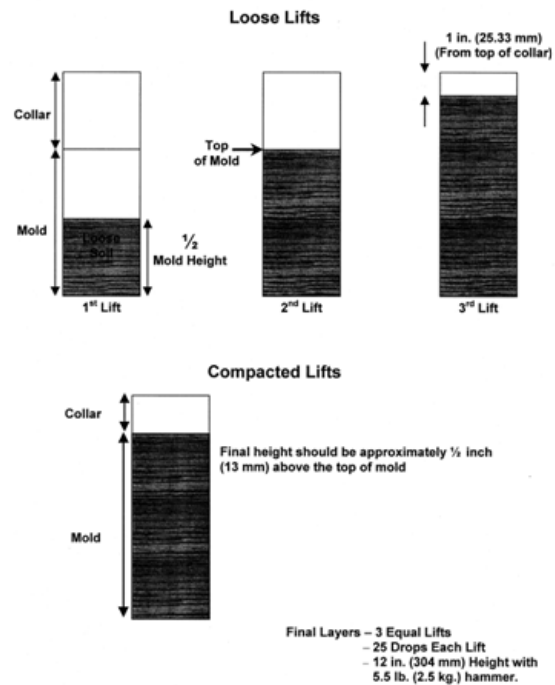 Loose Lifts
1 in. (25.33 mm)
(From top of collar)
Collar
Top
of Mold
Mold
Loose
Soil
½
Mold Height
1st Lift
2nd Lift
3rd Lift
Compacted Lifts
Collar
Final height should be approximately ½ inch
(13 mm) above the top of mold
Mold
Final Layers – 3 Equal Lifts
– 25 Drops Each Lift
– 12 in. (304 mm) Height with
5.5 lb. (2.5 kg.) hammer.